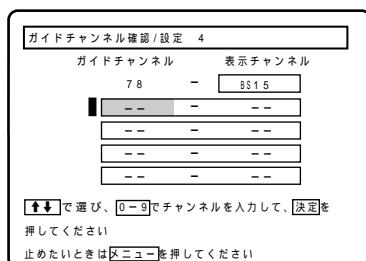 ガイドチャンネル確認/設定 4
ガイドチャンネル 表示チャンネル
78 − BS15
−− − −−
−− − −−
−− − −−
−− − −−
⬆⬇で選び、0−9でチャンネルを入力して、決定を
押してください
止めたいときはメニューを押してください